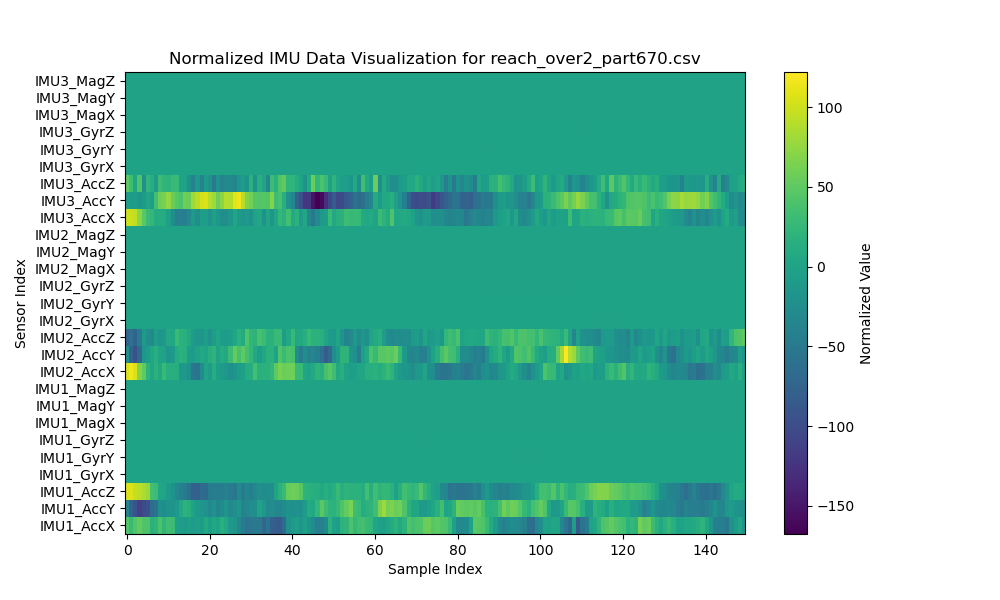 Normalized IMU Data Visualization for reach_over2_part670.csv
Sensor Index
IMU3_MagZ
IMU3_MagY
IMU3_MagX
IMU3_GyrZ
IMU3_GyrY
IMU3_GyrX
IMU3_AccZ
IMU3_AccY
IMU3_AccX
IMU2_MagZ
IMU2_MagY
IMU2_MagX
IMU2_GyrZ
IMU2_GyrY
IMU2_GyrX
IMU2_AccZ
IMU2_AccY
IMU2_AccX
IMU1_MagZ
IMU1_MagY
IMU1_MagX
IMU1_GyrZ
IMU1_GyrY
IMU1_GyrX
IMU1_AccZ
IMU1_AccY
IMU1_AccX
0 20 40 60 80 100 120 140
Sample Index
100
50
0
−50
−100
−150
Normalized Value